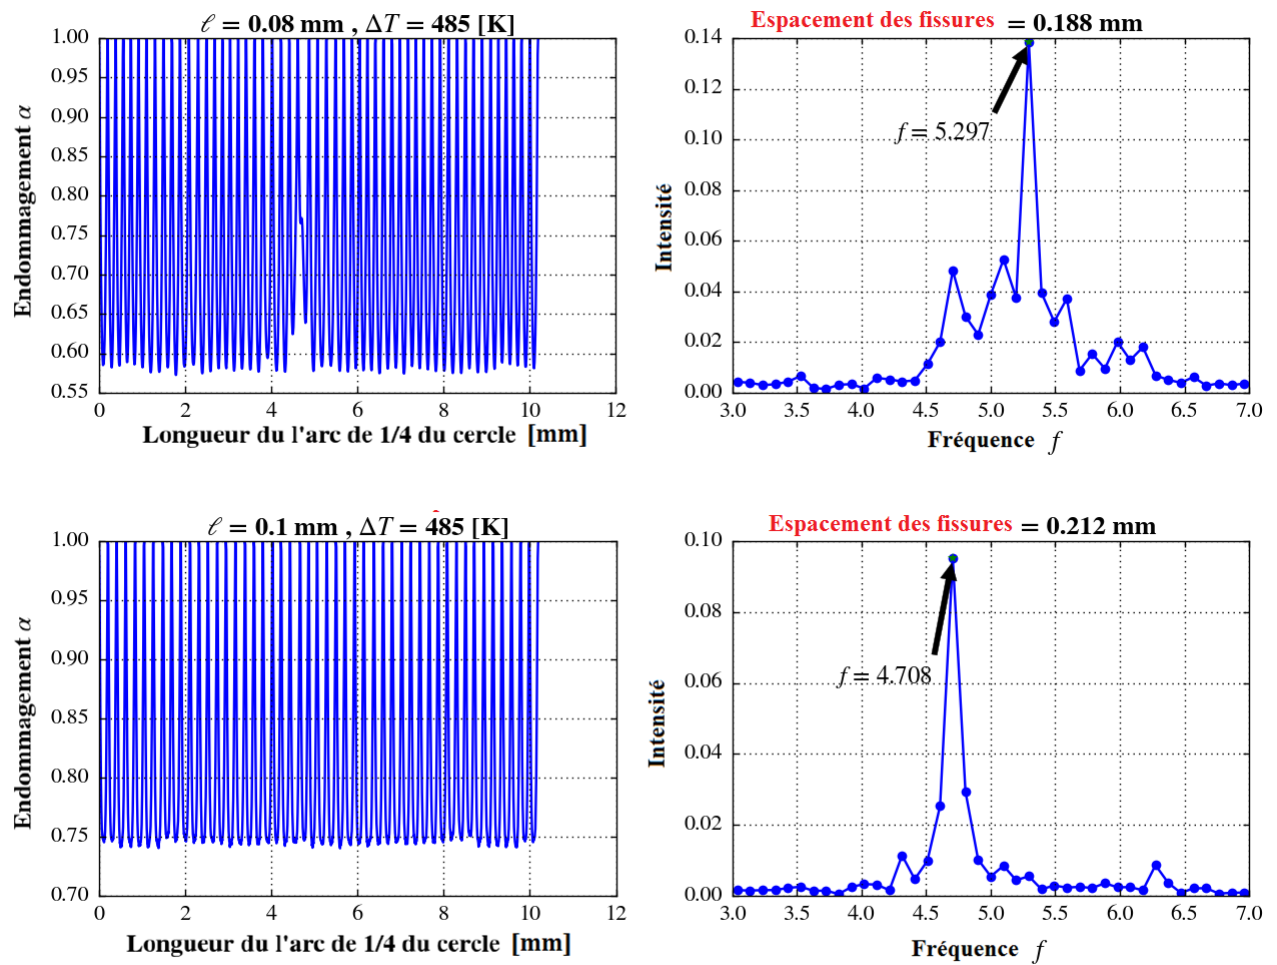 ℓ = 0.08 mm , ΔT = 485 [K]
Endommagement α
1.00
0.95
0.90
0.85
0.80
0.75
0.70
0.65
0.60
0.55
0 2 4 6 8 10 12
Longueur du l'arc de 1/4 du cercle [mm]
Espacement des fissures = 0.188 mm
Intensité
0.14
0.12
0.10
0.08
0.06
0.04
0.02
0.00
f = 5.297
3.0 3.5 4.0 4.5 5.0 5.5 6.0 6.5 7.0
Fréquence f
ℓ = 0.1 mm , ΔT = 485 [K]
Endommagement α
1.00
0.95
0.90
0.85
0.80
0.75
0.70
0 2 4 6 8 10 12
Longueur du l'arc de 1/4 du cercle [mm]
Espacement des fissures = 0.212 mm
Intensité
0.10
0.08
0.06
0.04
0.02
0.00
f = 4.708
3.0 3.5 4.0 4.5 5.0 5.5 6.0 6.5 7.0
Fréquence f